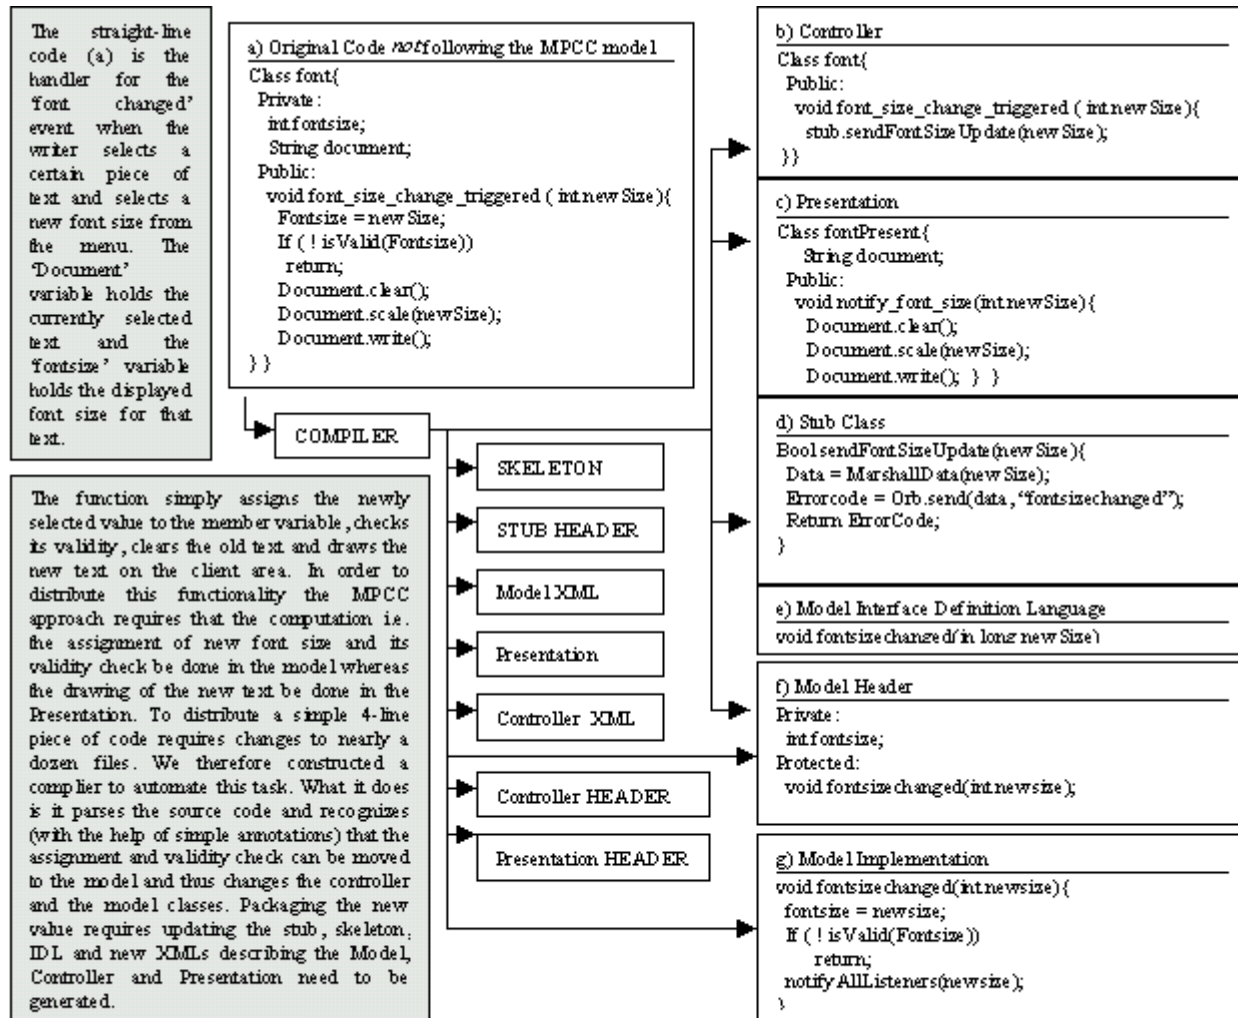 The straight-line
code (a) is the
handler for the
‘font changed’
event when the
writer selects a
certain piece of
text and selects a
new font size from
the menu. The
‘Document’
variable holds the
currently selected
text and the
‘fontsize’ variable
holds the displayed
font size for that
text.
a) Original Code not following the MPCC model
Class font{
Private:
int fontsize;
String document;
Public:
void font_size_change_triggered ( int new Size){
Fontsize = new Size;
If ( ! isValid(Fontsize))
return;
Document.clear();
Document.scale(newSize);
Document.write();
} }
COMPILER
SKELETON
STUB HEADER
Model XML
Presentation
Controller XML
Controller HEADER
Presentation HEADER
The function simply assigns the newly
selected value to the member variable, checks
its validity, clears the old text and draws the
new text on the client area. In order to
distribute this functionality the MPCC
approach requires that the computation i.e.
the assignment of new font size and its
validity check be done in the model whereas
the drawing of the new text be done in the
Presentation. To distribute a simple 4-line
piece of code requires changes to nearly a
dozen files. We therefore constructed a
complier to automate this task. What it does
is it parses the source code and recognizes
(with the help of simple annotations) that the
assignment and validity check can be moved
to the model and thus changes the controller
and the model classes. Packaging the new
value requires updating the stub, skeleton,
IDL and new XMLs describing the Model,
Controller and Presentation need to be
generated.
b) Controller
Class font{
Public:
void font_size_change_triggered ( int new Size){
stub.sendFontSizeUpdate(new Size);
}}
c) Presentation
Class fontPresent{
String document;
Public:
void notify_font_size(int newSize){
Document.clear();
Document.scale(newSize);
Document.write(); } }
d) Stub Class
Bool sendFontSizeUpdate(new Size){
Data = MarshallData(new Size);
Errorcode = Orb.send(data, “fontsizechanged”);
Return ErrorCode;
}
e) Model Interface Definition Language
void fontsizechanged(in long new Size)
f) Model Header
Private:
int fontsize;
Protected:
void fontsizechanged(int newsize);
g) Model Implementation
void fontsizechanged(int newsize){
fontsize = newsize;
If ( ! isValid(Fontsize))
return;
notifyAllListeners(newsize);
}